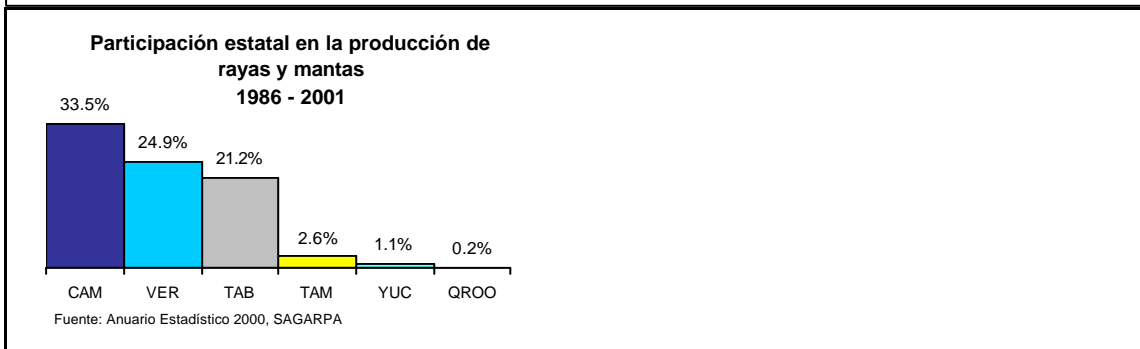 Participación estatal en la producción de
rayas y mantas
1986 - 2001
33.5%
24.9%
21.2%
2.6%
1.1%
0.2%
CAM VER TAB TAM YUC QROO
Fuente: Anuario Estadístico 2000, SAGARPA